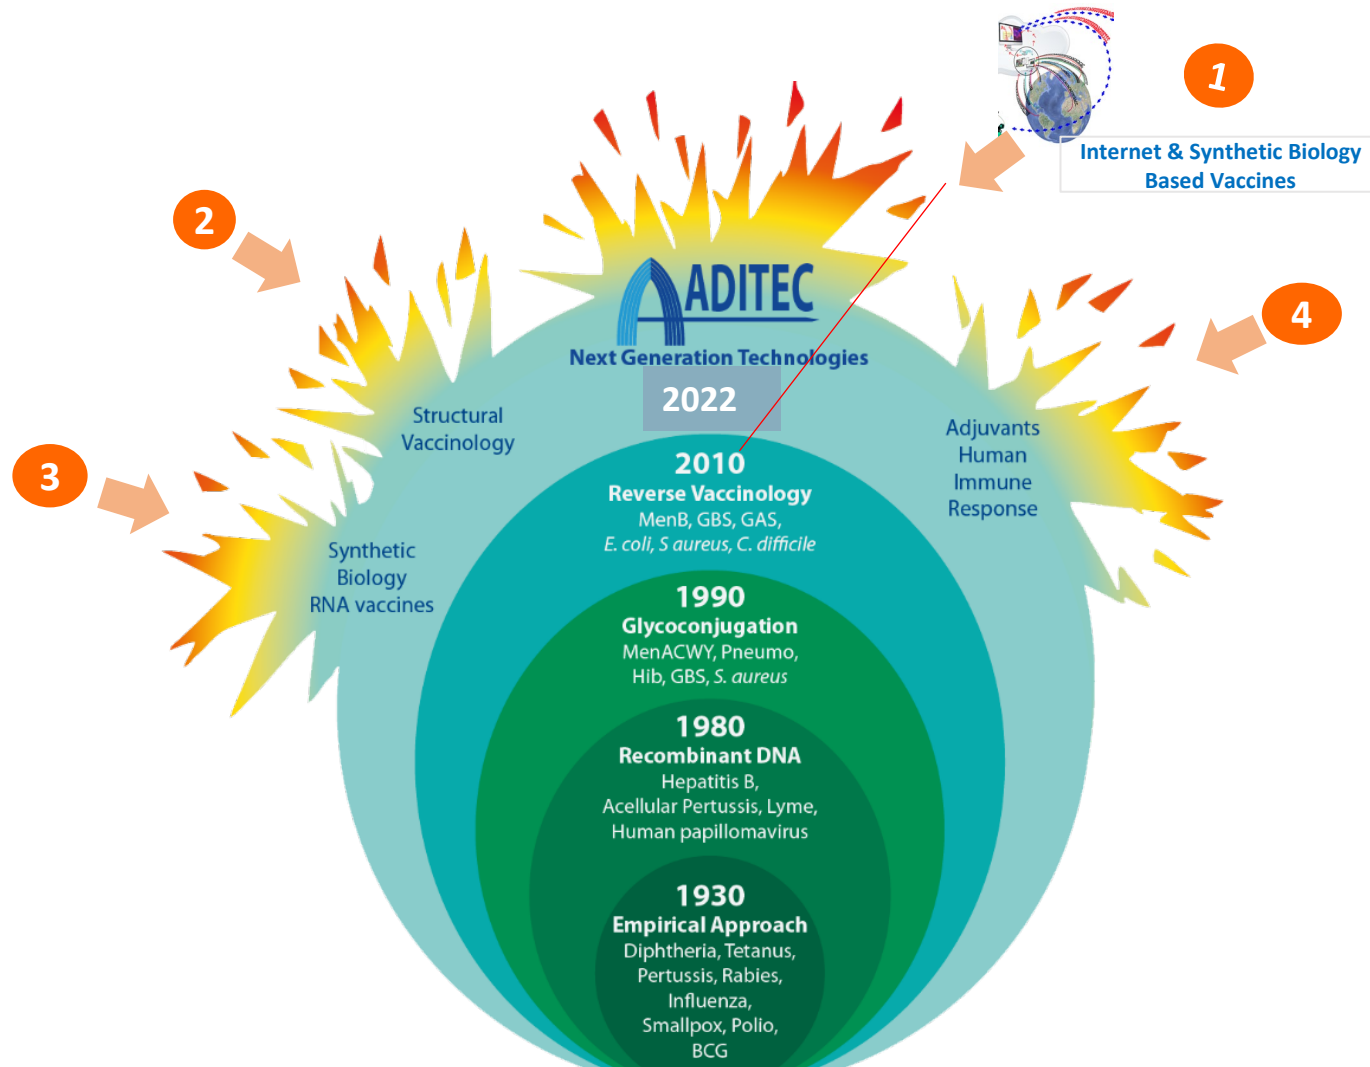 1
Internet & Synthetic Biology
Based Vaccines
2
ADITEC
Next Generation Technologies
2022
4
Structural
Vaccinology
Adjuvants
Human
Immune
Response
3
Synthetic
Biology
RNA vaccines
2010
Reverse Vaccinology
MenB, GBS, GAS,
E. coli, S aureus, C. difficile
1990
Glycoconjugation
MenACWY, Pneumo,
Hib, GBS, S. aureus
1980
Recombinant DNA
Hepatitis B,
Acellular Pertussis, Lyme,
Human papillomavirus
1930
Empirical Approach
Diphtheria, Tetanus,
Pertussis, Rabies,
Influenza,
Smallpox, Polio,
BCG